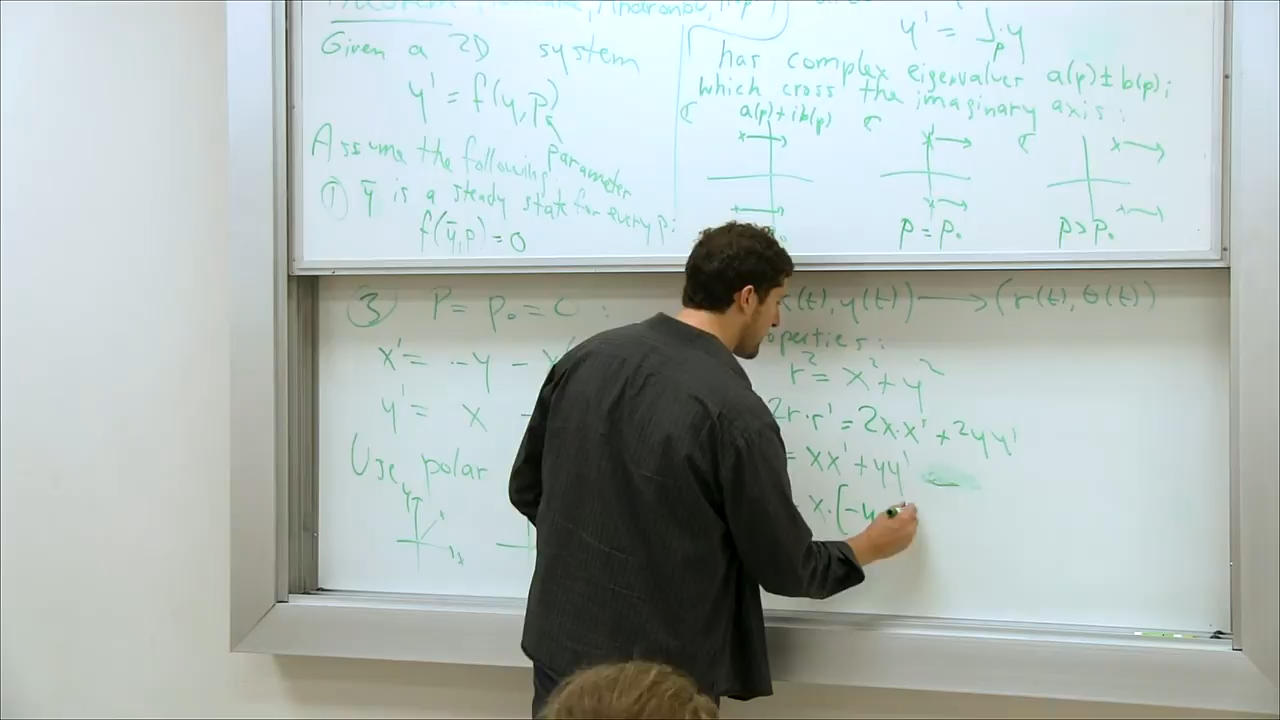 Theorem
Given a 2D system
y' = f(y,p)
parameter
Assume the following:
① ȳ is a steady state for every p:
f(ȳ,p)=0
y' = J_p·y
has complex eigenvalues a(p)±b(p)i
which cross the imaginary axis:
ℂ a(p)+ib(p) ℂ ℂ
p=p₀ p>p₀
③ P = p₀ = 0 :
x' = -y - x
y' = x
Use polar
y
x
(t), y(t)) ⟶ (r(t), θ(t))
operties:
r² = x² + y²
2r·r' = 2x·x' + 2yy'
= xx' + yy'
x·[-y